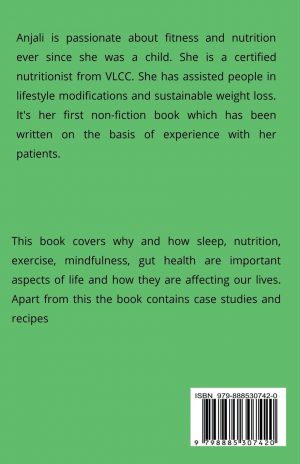 Anjali is passionate about fitness and nutrition
ever since she was a child. She is a certified
nutritionist from VLCC. She has assisted people in
lifestyle modifications and sustainable weight loss.
It's her first non-fiction book which has been
written on the basis of experience with her
patients.
This book covers why and how sleep, nutrition,
exercise, mindfulness, gut health are important
aspects of life and how they are affecting our lives.
Apart from this the book contains case studies and
recipes
ISBN 979-888530742-0
9 798885 307420